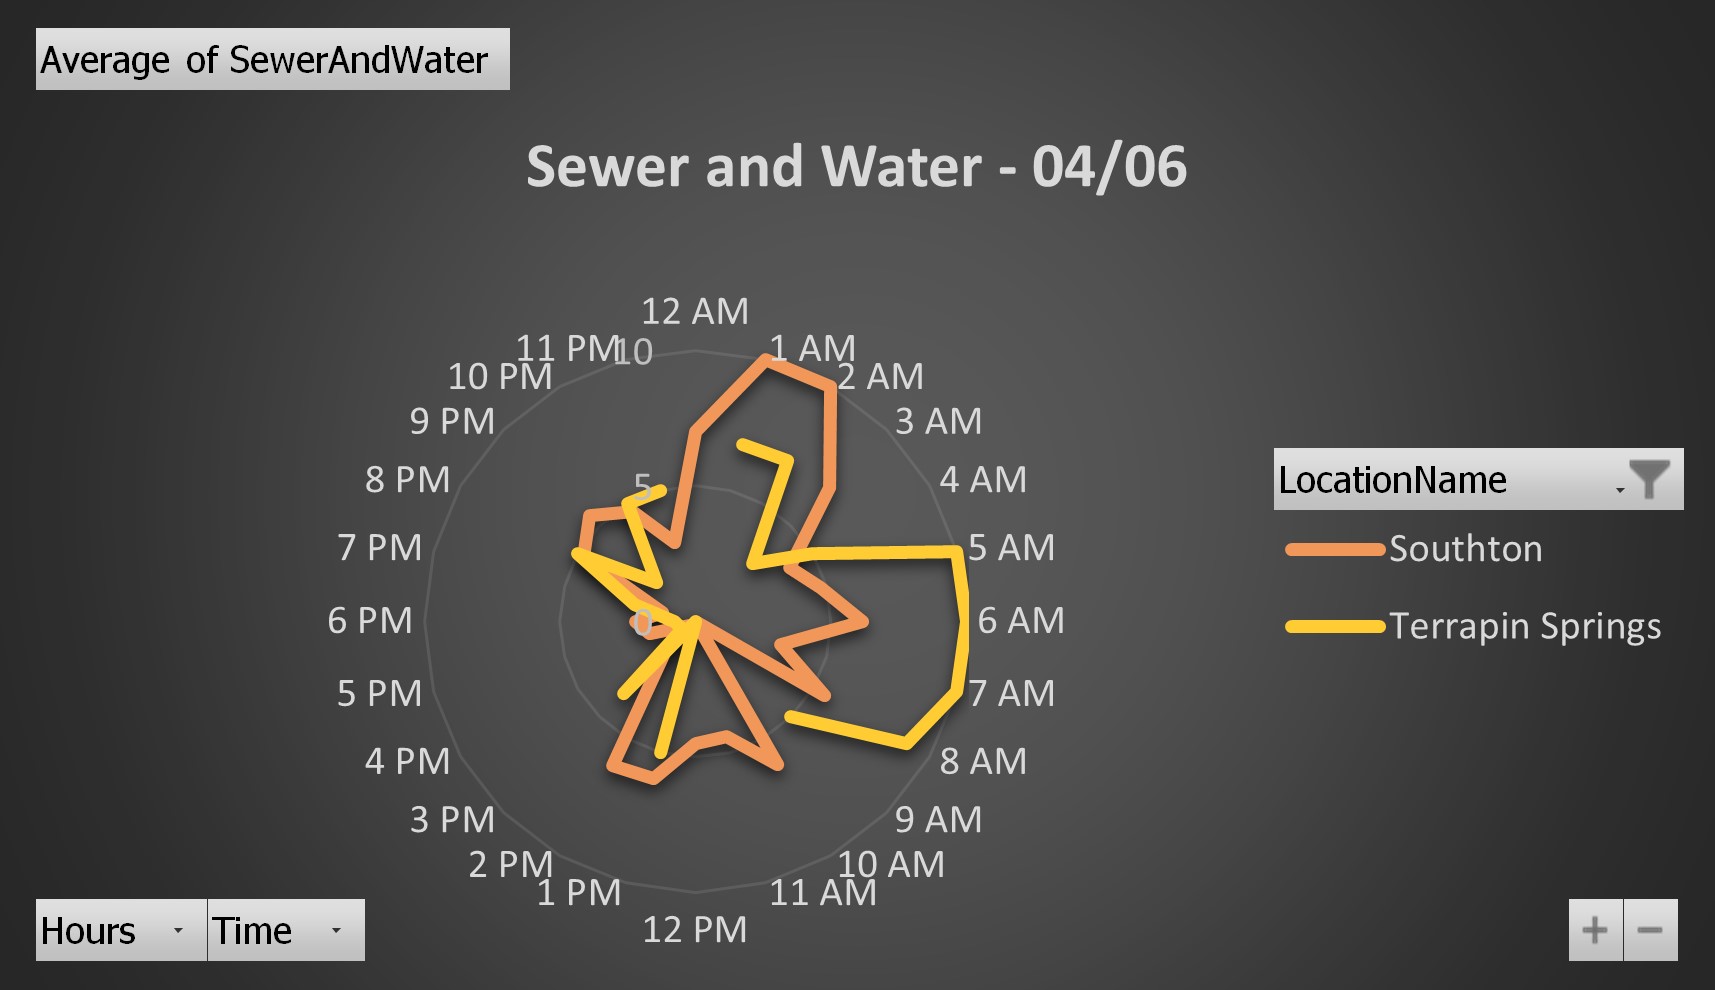 Average of SewerAndWater
Sewer and Water - 04/06
12 AM
1 AM
2 AM
3 AM
4 AM
5 AM
6 AM
7 AM
8 AM
9 AM
10 AM
11 AM
12 PM
1 PM
2 PM
3 PM
4 PM
5 PM
6 PM
7 PM
8 PM
9 PM
10 PM
11 PM
10
5
0
LocationName
Southton
Terrapin Springs
Hours
Time
+
−